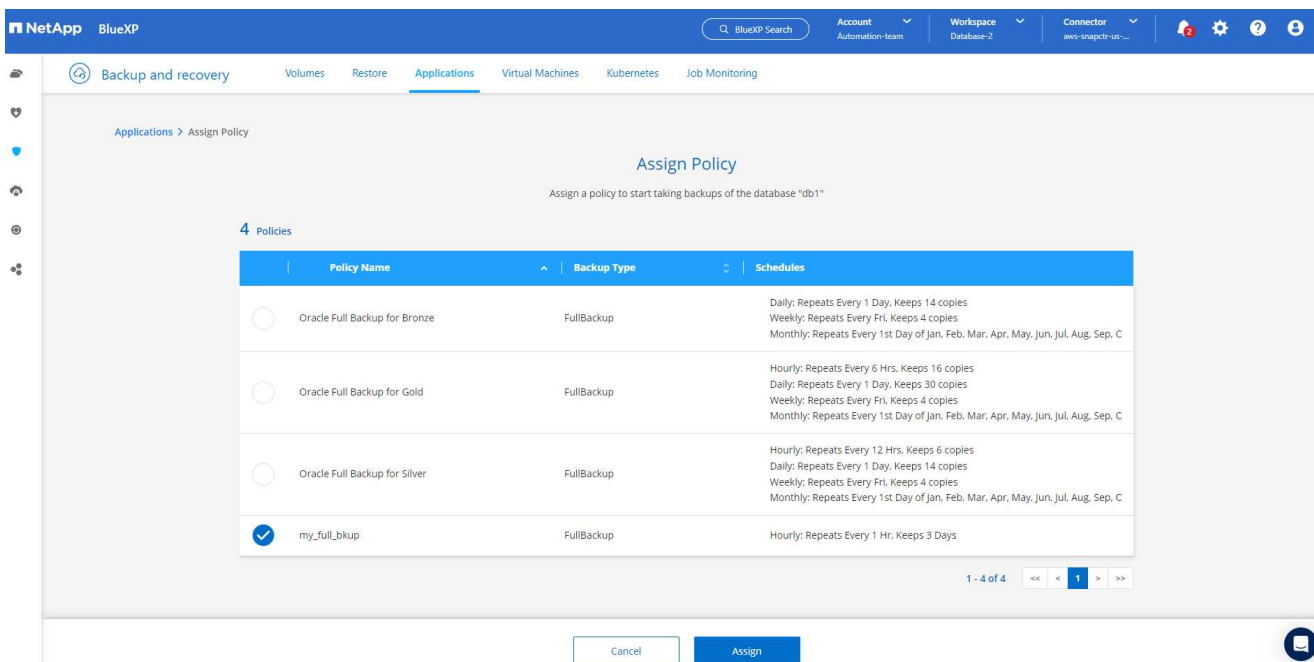 NetApp BlueXP
BlueXP Search
Account
Automation-team
Workspace
Database-2
Connector
aws-snapctr-us-...
2
Backup and recovery
Volumes
Restore
Applications
Virtual Machines
Kubernetes
Job Monitoring
Applications > Assign Policy
Assign Policy
Assign a policy to start taking backups of the database "db1"
4 Policies
Policy Name
Backup Type
Schedules
Oracle Full Backup for Bronze
FullBackup
Daily: Repeats Every 1 Day, Keeps 14 copies
Weekly: Repeats Every Fri, Keeps 4 copies
Monthly: Repeats Every 1st Day of Jan, Feb, Mar, Apr, May, Jun, Jul, Aug, Sep, C
Oracle Full Backup for Gold
FullBackup
Hourly: Repeats Every 6 Hrs, Keeps 16 copies
Daily: Repeats Every 1 Day, Keeps 30 copies
Weekly: Repeats Every Fri, Keeps 4 copies
Monthly: Repeats Every 1st Day of Jan, Feb, Mar, Apr, May, Jun, Jul, Aug, Sep, C
Oracle Full Backup for Silver
FullBackup
Hourly: Repeats Every 12 Hrs, Keeps 6 copies
Daily: Repeats Every 1 Day, Keeps 14 copies
Weekly: Repeats Every Fri, Keeps 4 copies
Monthly: Repeats Every 1st Day of Jan, Feb, Mar, Apr, May, Jun, Jul, Aug, Sep, C
my_full_bkup
FullBackup
Hourly: Repeats Every 1 Hr, Keeps 3 Days
1 - 4 of 4
<< < 1 > >>
Cancel
Assign